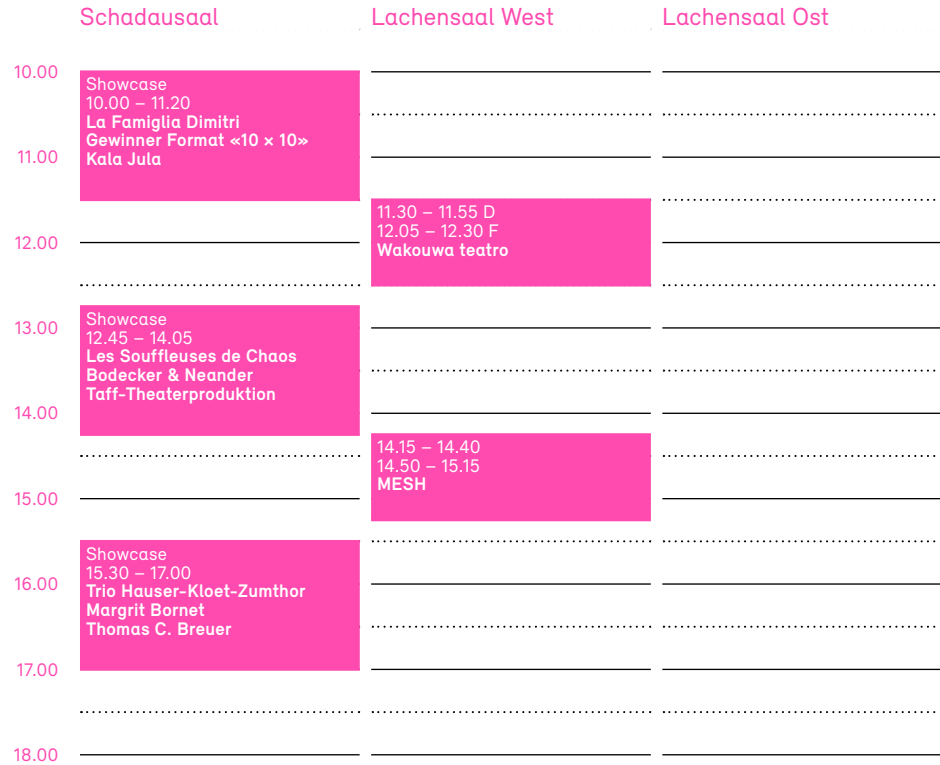 Schadausaal
Lachensaal West
Lachensaal Ost
10.00
Showcase
10.00 – 11.20
La Famiglia Dimitri
Gewinner Format «10 × 10»
Kala Jula
11.00
11.30 – 11.55 D
12.05 – 12.30 F
Wakouwa teatro
12.00
Showcase
12.45 – 14.05
Les Souffleuses de Chaos
Bodecker & Neander
Taff-Theaterproduktion
13.00
14.00
14.15 – 14.40
14.50 – 15.15
MESH
15.00
Showcase
15.30 – 17.00
Trio Hauser-Kloet-Zumthor
Margrit Bornet
Thomas C. Breuer
16.00
17.00
18.00